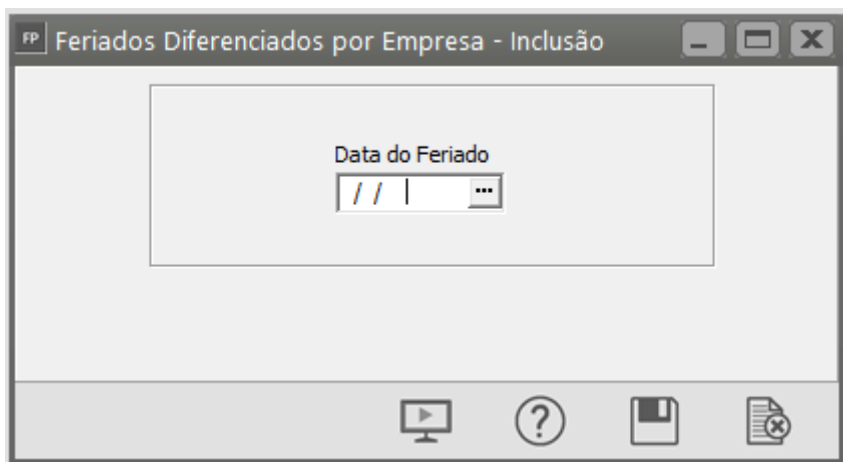 FP Feriados Diferenciados por Empresa - Inclusão
Data do Feriado
/ /
...
?